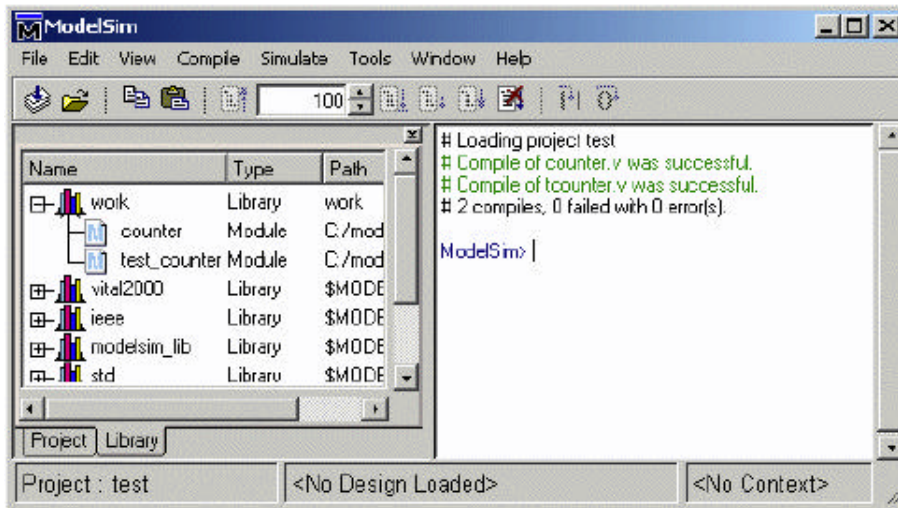 ModelSim
File Edit View Compile Simulate Tools Window Help
100
Name Type Path
work Library work
counter Module C:/mod
test_counter Module C:/mod
vital2000 Library $MODE
ieee Library $MODE
modelsim_lib Library $MODE
std Library $MODE
Project Library
# Loading project test
# Compile of counter.v was successful.
# Compile of tcounter.v was successful.
# 2 compiles, 0 failed with 0 error(s).
ModelSim>
Project : test <No Design Loaded> <No Context>